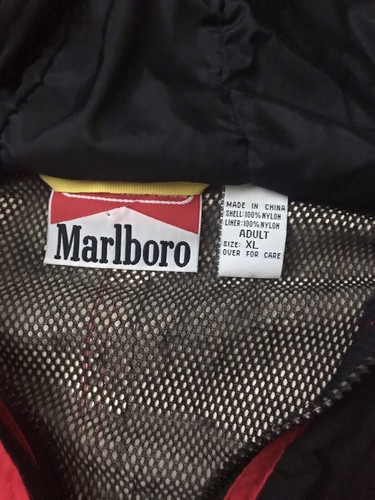 Marlboro
MADE IN CHINA
SHELL:100%NYLON
LINER:100%NYLON
ADULT
SIZE: XL
OVER FOR CARE